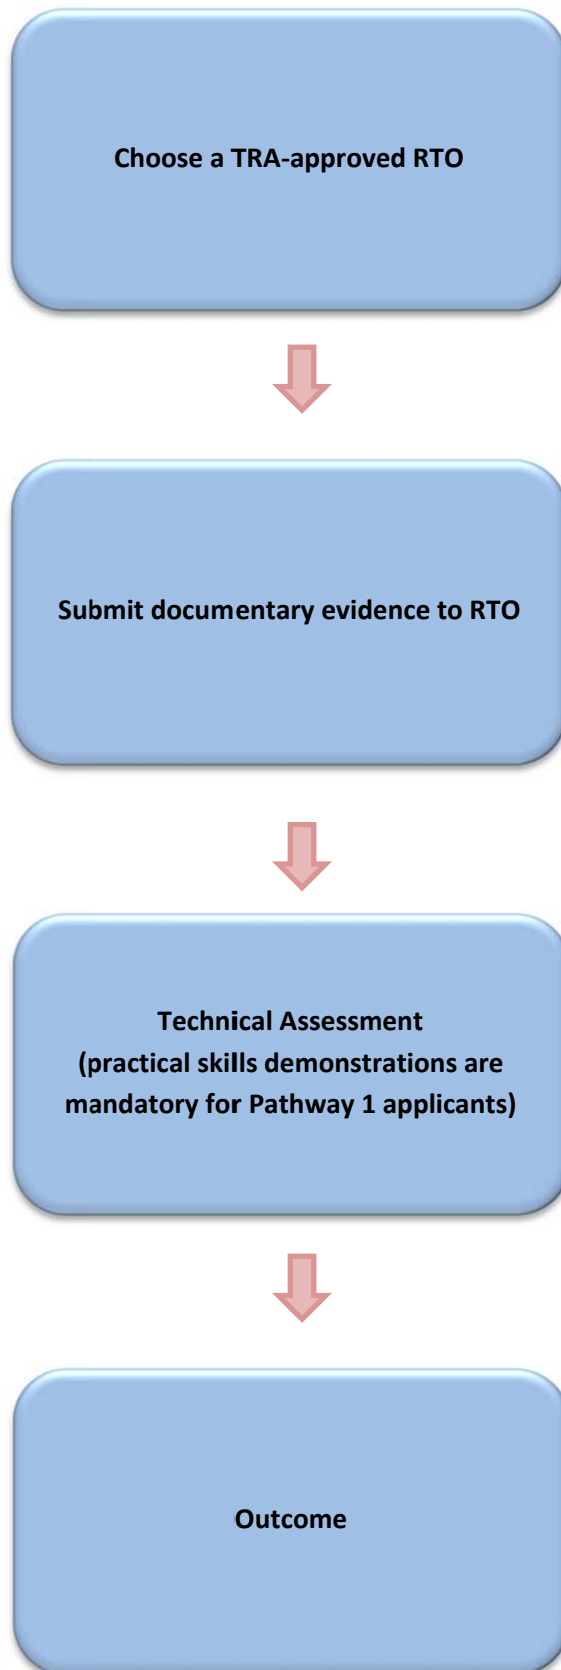 Choose a TRA-approved RTO
Submit documentary evidence to RTO
Technical Assessment
(practical skills demonstrations are
mandatory for Pathway 1 applicants)
Outcome